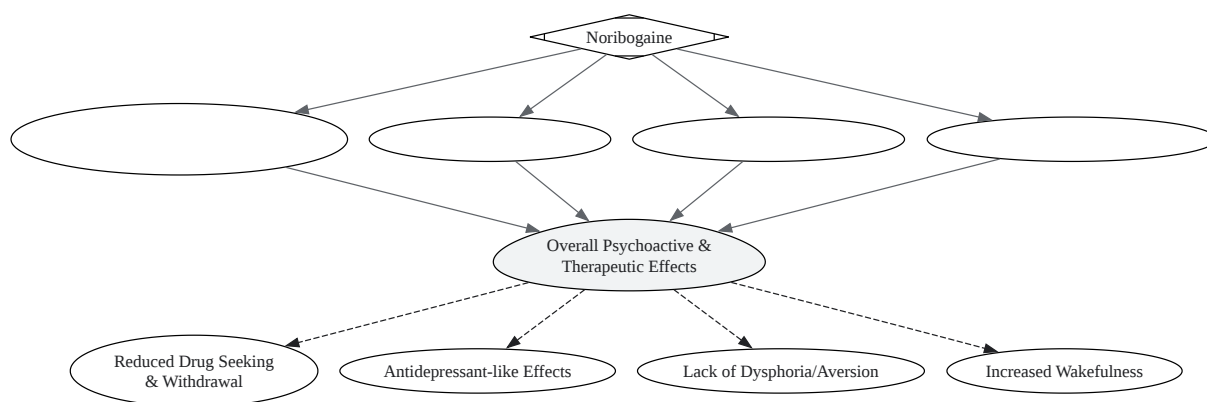 Noribogaine
Overall Psychoactive &
Therapeutic Effects
Reduced Drug Seeking
& Withdrawal
Antidepressant-like Effects
Lack of Dysphoria/Aversion
Increased Wakefulness